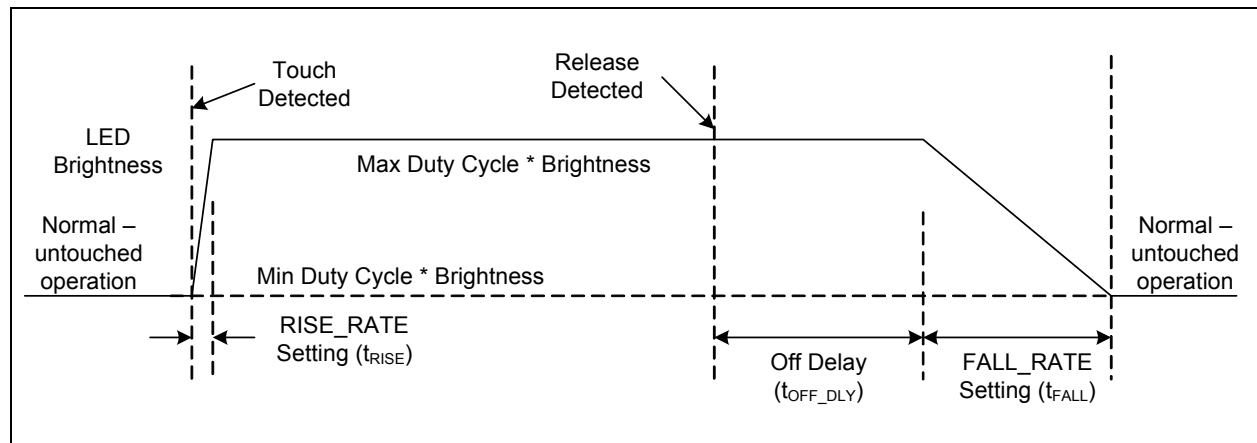 Touch
Detected
Release
Detected
LED
Brightness
Max Duty Cycle * Brightness
Normal –
untouched
operation
Min Duty Cycle * Brightness
Normal –
untouched
operation
RISE_RATE
Setting (tRISE)
Off Delay
(tOFF_DLY)
FALL_RATE
Setting (tFALL)